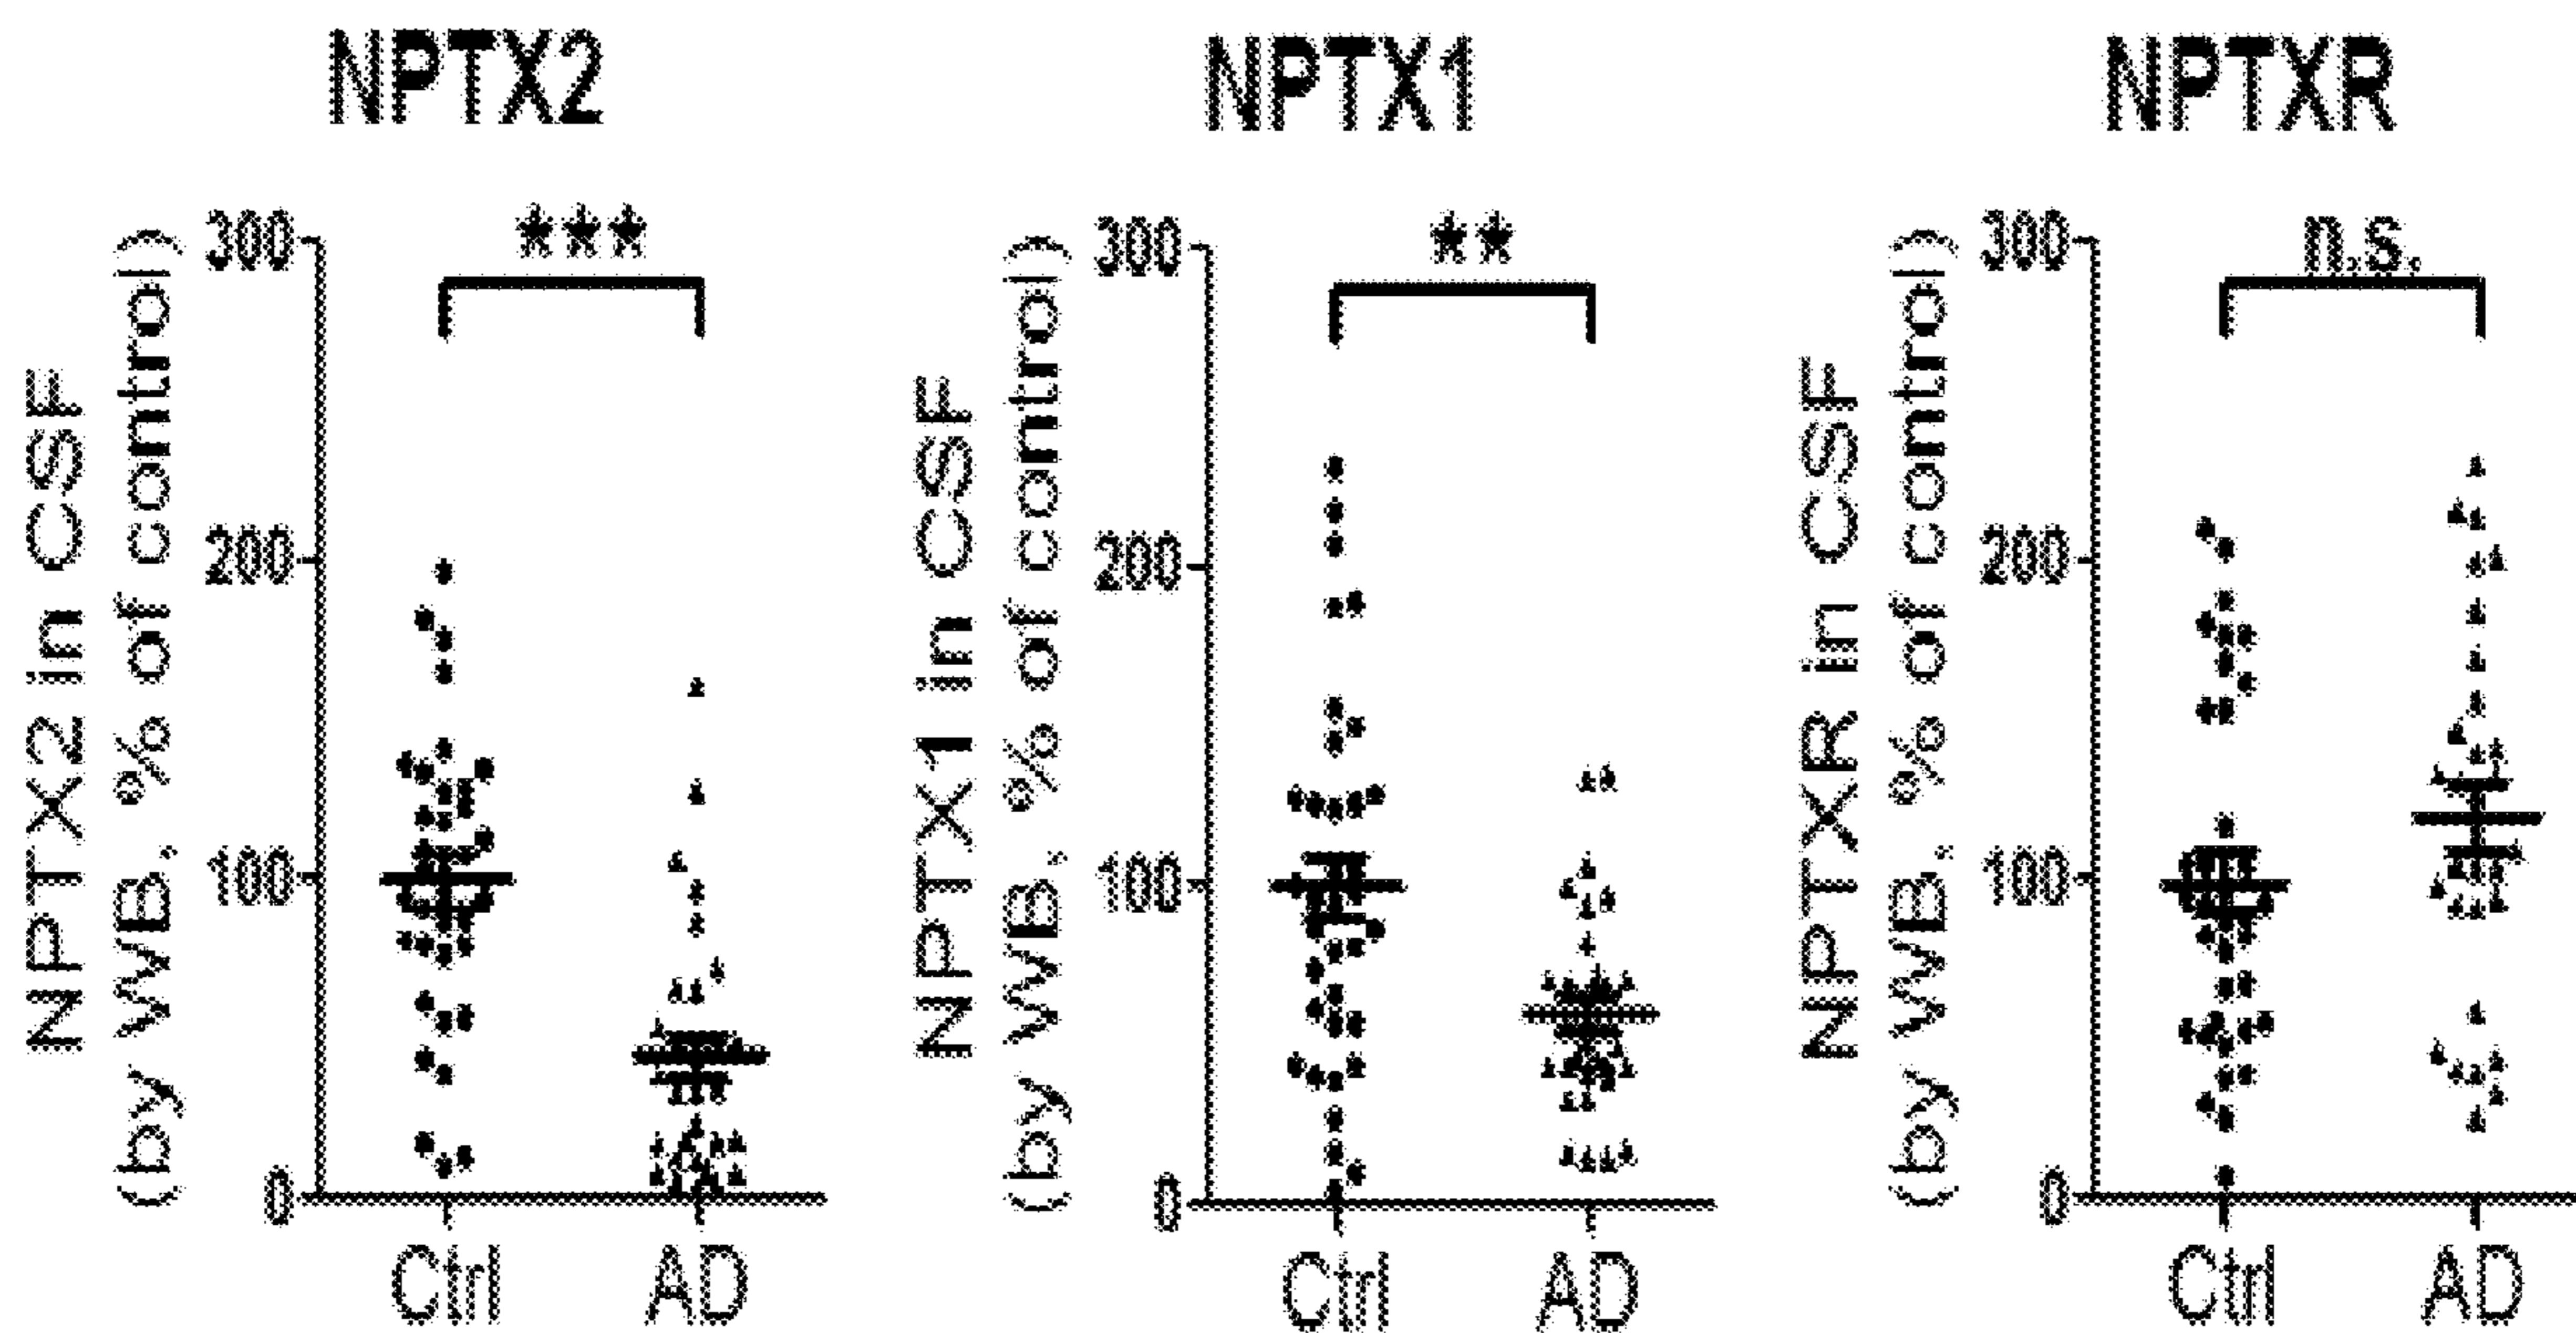 NPTX2
NPTX1
NPTXR
NPTX2 in CSF
(by WB, % of control)
300
200
100
0
***
Ctrl
AD
NPTX1 in CSF
(by WB, % of control)
300
200
100
0
**
Ctrl
AD
NPTXR in CSF
(by WB, % of control)
300
200
100
0
n.s.
Ctrl
AD